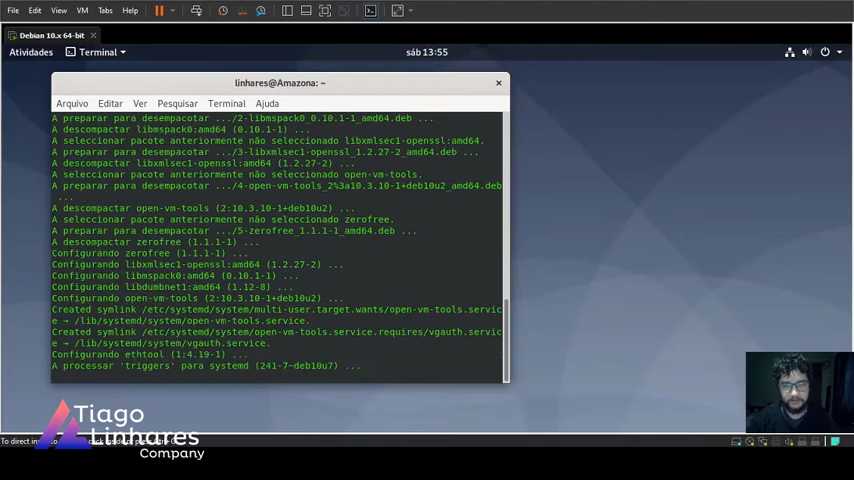 File Edit View VM Tabs Help
Debian 10.x 64-bit
Atividades Terminal sáb 13:55
linhares@Amazona: ~
Arquivo Editar Ver Pesquisar Terminal Ajuda
A preparar para desempacotar .../2-libmspack0_0.10.1-1_amd64.deb ...
A descompactar libmspack0:amd64 (0.10.1-1) ...
A seleccionar pacote anteriormente não seleccionado libxmlsec1-openssl:amd64.
A preparar para desempacotar .../3-libxmlsec1-openssl_1.2.27-2_amd64.deb ...
A descompactar libxmlsec1-openssl:amd64 (1.2.27-2) ...
A seleccionar pacote anteriormente não seleccionado open-vm-tools.
A preparar para desempacotar .../4-open-vm-tools_2%3a10.3.10-1+deb10u2_amd64.deb
...
A descompactar open-vm-tools (2:10.3.10-1+deb10u2) ...
A seleccionar pacote anteriormente não seleccionado zerofree.
A preparar para desempacotar .../5-zerofree_1.1.1-1_amd64.deb ...
A descompactar zerofree (1.1.1-1) ...
Configurando zerofree (1.1.1-1) ...
Configurando libxmlsec1-openssl:amd64 (1.2.27-2) ...
Configurando libmspack0:amd64 (0.10.1-1) ...
Configurando libdumbnet1:amd64 (1.12-8) ...
Configurando open-vm-tools (2:10.3.10-1+deb10u2) ...
Created symlink /etc/systemd/system/multi-user.target.wants/open-vm-tools.servic
e → /lib/systemd/system/open-vm-tools.service.
Created symlink /etc/systemd/system/open-vm-tools.service.requires/vgauth.servic
e → /lib/systemd/system/vgauth.service.
Configurando ethtool (1:4.19-1) ...
A processar 'triggers' para systemd (241-7~deb10u7) ...
Tiago
Linhares
Company
To direct in